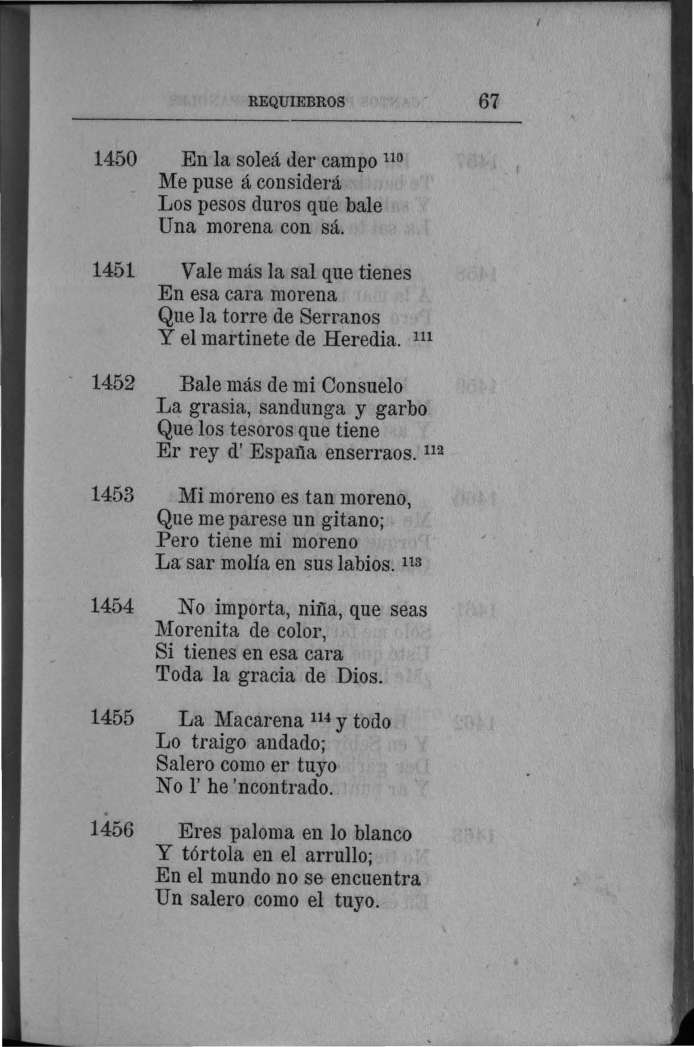 REQUIEBROS 67
1450 En la soleá der campo ¹¹⁰
Me puse á considerá
Los pesos duros que bale
Una morena con sá.
1451 Vale más la sal que tienes
En esa cara morena
Que la torre de Serranos
Y el martinete de Heredia. ¹¹¹
1452 Bale más de mi Consuelo
La grasia, sandunga y garbo
Que los tesoros que tiene
Er rey d' España enserraos. ¹¹²
1453 Mi moreno es tan moreno,
Que me parese un gitano;
Pero tiene mi moreno
La sar molía en sus labios. ¹¹³
1454 No importa, niña, que seas
Morenita de color,
Si tienes en esa cara
Toda la gracia de Dios.
1455 La Macarena ¹¹⁴ y todo
Lo traigo andado;
Salero como er tuyo
No l' he 'ncontrado.
1456 Eres paloma en lo blanco
Y tórtola en el arrullo;
En el mundo no se encuentra
Un salero como el tuyo.